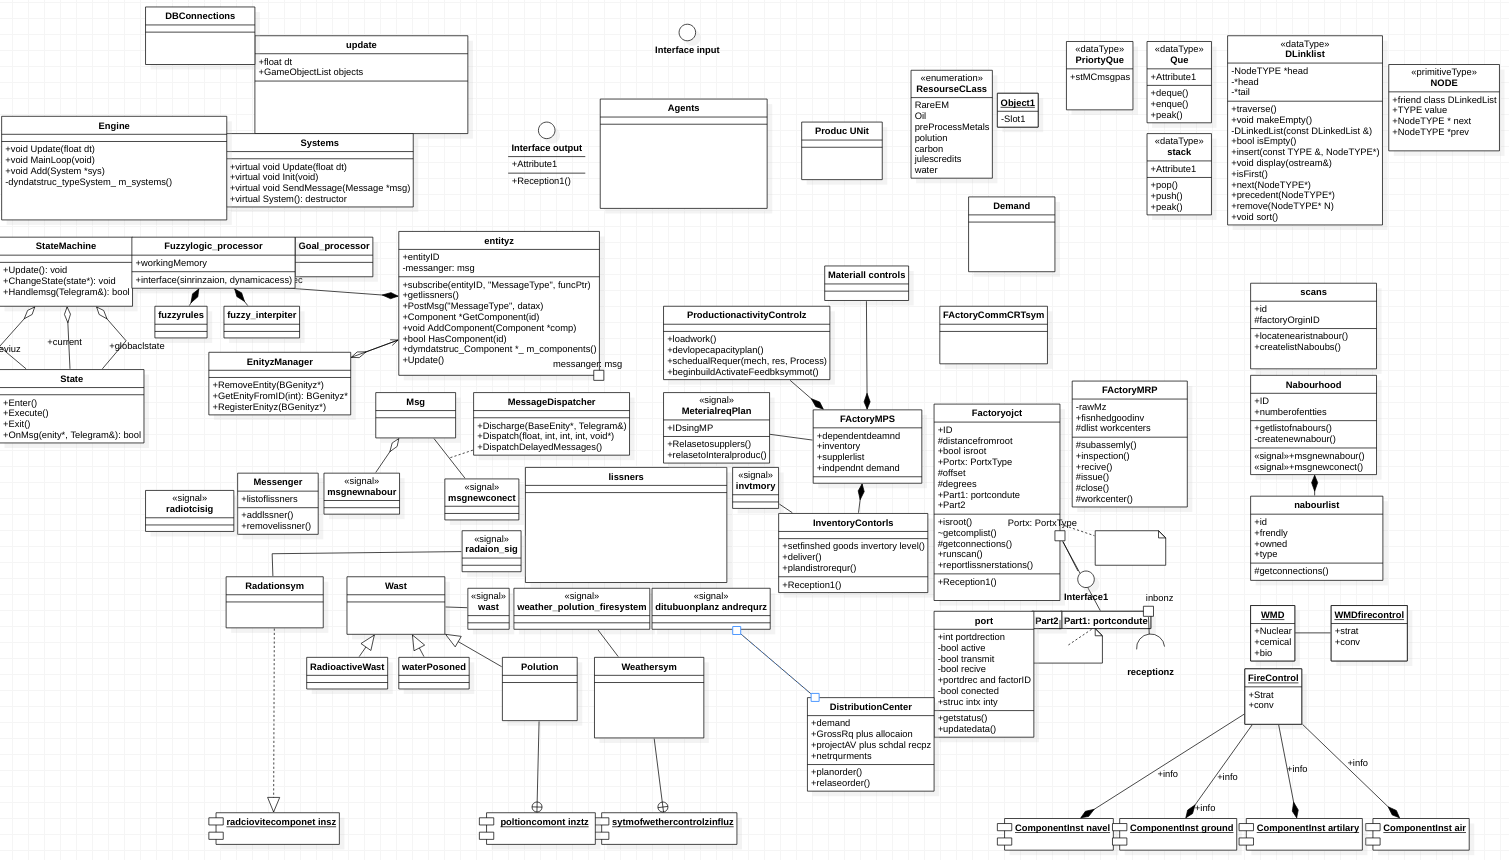 DBConnections
update
+float dt
+GameObjectList objects
Interface input
Engine
+void Update(float dt)
+void MainLoop(void)
+void Add(System *sys)
-dyndatstruc_typeSystem_ m_systems()
Systems
+virtual void Update(float dt)
+virtual void Init(void)
+virtual void SendMessage(Message *msg)
+virtual System(): destructor
Interface output
+Attribute1
+Reception1()
Agents
Produc UNit
«enumeration»
ResourseCLass
RareEM
Oil
preProcessMetals
polution
carbon
julescredits
water
Object1
-Slot1
«dataType»
PriortyQue
+stMCmsgpas
«dataType»
Que
+Attribute1
+deque()
+enque()
+peak()
«dataType»
stack
+Attribute1
+pop()
+push()
+peak()
«dataType»
DLinklist
-NodeTYPE *head
-*head
-*tail
+traverse()
+void makeEmpty()
-DLinkedList(const DLinkedList &)
+bool isEmpty()
+insert(const TYPE &, NodeTYPE*)
+void display(ostream&)
+isFirst()
+next(NodeTYPE*)
+precedent(NodeTYPE*)
+remove(NodeTYPE* N)
+void sort()
«primitiveType»
NODE
+friend class DLinkedList
+TYPE value
+NodeTYPE * next
+NodeTYPE *prev
Demand
StateMachine
+Update(): void
+ChangeState(state*): void
+Handlemsg(Telegram&): bool
Fuzzylogic_processor
+workingMemory
+interface(sinrinzaion, dynamicacess)
Goal_processor
ec
fuzzyrules
fuzzy_interpiter
eviuz
+current
+globaclstate
State
+Enter()
+Execute()
+Exit()
+OnMsg(enity*, Telegram&): bool
entityz
+entityID
-messanger: msg
+subscribe(entityID, "MessageType", funcPtr)
+getlissners()
+PostMsg("MessageType", datax)
+Component *GetComponent(id)
+void AddComponent(Component *comp)
+bool HasComponent(id)
+dymdatstruc_Component *_ m_components()
+Update()
messanger: msg
EnityzManager
+RemoveEntity(BGenityz*)
+GetEnityFromID(int): BGenityz*
+RegisterEnityz(BGenityz*)
Msg
MessageDispatcher
+Discharge(BaseEnity*, Telegram&)
+Dispatch(float, int, int, int, void*)
+DispatchDelayedMessages()
Materiall controls
ProductionactivityControlz
+loadwork()
+devlopecapacityplan()
+schedualRequer(mech, res, Process)
+beginbuildActivateFeedbksymmot()
FActoryCommCRTsym
«signal»
MeterialreqPlan
+IDsingMP
+Relasetosupplers()
+relasetoInteralproduc()
FActoryMPS
+dependentdeamnd
+inventory
+supplerlist
+indpendnt demand
«signal»
invtmory
InventoryContorls
+setfinshed goods invertory level()
+deliver()
+plandistrorequr()
+Reception1()
Factoryojct
+ID
#distancefromroot
+bool isroot
+Portx: PortxType
#offset
#degrees
+Part1: portcondute
+Part2
+isroot()
~getcomplist()
#getconnections()
+runscan()
+reportlissnerstations()
+Reception1()
Portx: PortxType
FActoryMRP
-rawMz
+fisnhedgoodinv
#dlist workcenters
#subassemly()
+inspection()
+recive()
#issue()
#close()
#workcenter()
scans
+id
#factoryOrginID
+locatenearistnabour()
+createlistNaboubs()
Nabourhood
+ID
+numberofentties
+getlistofnabours()
-createnewnabour()
«signal»+msgnewnabour()
«signal»+msgnewconect()
nabourlist
+id
+frendly
+owned
+type
#getconnections()
«signal»
radiotcisig
Messenger
+listoflissners
+addlssner()
+removelissner()
«signal»
msgnewnabour
«signal»
msgnewconect
lissners
«signal»
radaion_sig
Radationsym
Wast
«signal»
wast
«signal»
weather_polution_firesystem
«signal»
ditubuonplanz andrequrz
RadioactiveWast
waterPosoned
Polution
Weathersym
Interface1
inbonz
port
+int portdrection
-bool active
-bool transmit
-bool recive
+portdrec and factorID
-bool conected
+struc intx inty
+getstatus()
+updatedata()
Part2
Part1: portcondute
receptionz
DistributionCenter
+demand
+GrossRq plus allocaion
+projectAV plus schdal recpz
+netrqurments
+planorder()
+relaseorder()
WMD
+Nuclear
+cemical
+bio
WMDfirecontrol
+strat
+conv
FireControl
+Strat
+conv
+info
+info
+info
+info
+info
radciovitecomponet insz
poltioncomont inztz
sytmofwethercontrolzinfluz
ComponentInst navel
ComponentInst ground
ComponentInst artilary
ComponentInst air